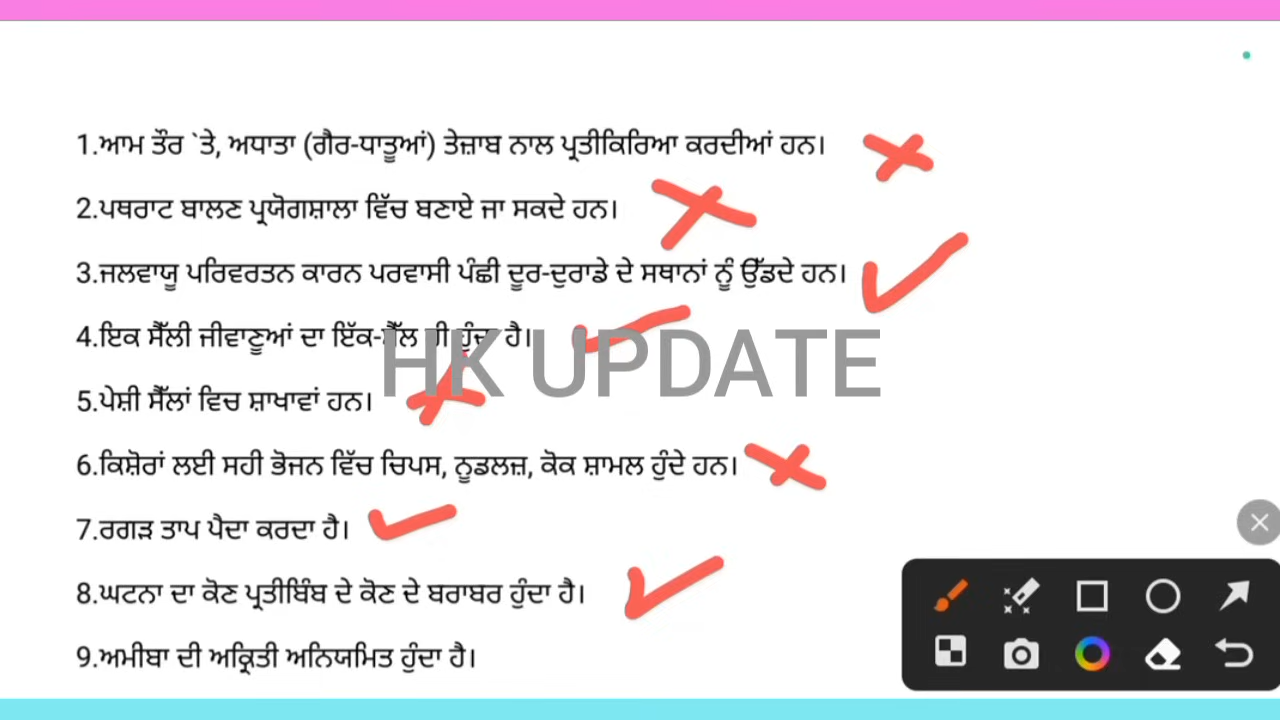 1.ਆਮ ਤੌਰ `ਤੇ, ਅਧਾਤਾ (ਗੈਰ-ਧਾਤੂਆਂ) ਤੇਜ਼ਾਬ ਨਾਲ ਪ੍ਰਤੀਕਿਰਿਆ ਕਰਦੀਆਂ ਹਨ।
2.ਪਥਰਾਟ ਬਾਲਣ ਪ੍ਰਯੋਗਸ਼ਾਲਾ ਵਿੱਚ ਬਣਾਏ ਜਾ ਸਕਦੇ ਹਨ।
3.ਜਲਵਾਯੂ ਪਰਿਵਰਤਨ ਕਾਰਨ ਪਰਵਾਸੀ ਪੰਛੀ ਦੂਰ-ਦੁਰਾਡੇ ਦੇ ਸਥਾਨਾਂ ਨੂੰ ਉੱਡਦੇ ਹਨ।
4.ਇਕ ਸੈੱਲੀ ਜੀਵਾਣੂਆਂ ਦਾ ਇੱਕ-ਸੈੱਲ ਹੀ ਹੁੰਦਾ ਹੈ।
HK UPDATE
5.ਪੇਸ਼ੀ ਸੈੱਲਾਂ ਵਿਚ ਸ਼ਾਖਾਵਾਂ ਹਨ।
6.ਕਿਸ਼ੋਰਾਂ ਲਈ ਸਹੀ ਭੋਜਨ ਵਿੱਚ ਚਿਪਸ, ਨੂਡਲਜ਼, ਕੋਕ ਸ਼ਾਮਲ ਹੁੰਦੇ ਹਨ।
7.ਰਗੜ ਤਾਪ ਪੈਦਾ ਕਰਦਾ ਹੈ।
8.ਘਟਨਾ ਦਾ ਕੋਣ ਪ੍ਰਤੀਬਿੰਬ ਦੇ ਕੋਣ ਦੇ ਬਰਾਬਰ ਹੁੰਦਾ ਹੈ।
9.ਅਮੀਬਾ ਦੀ ਅਕ੍ਰਿਤੀ ਅਨਿਯਮਿਤ ਹੁੰਦਾ ਹੈ।